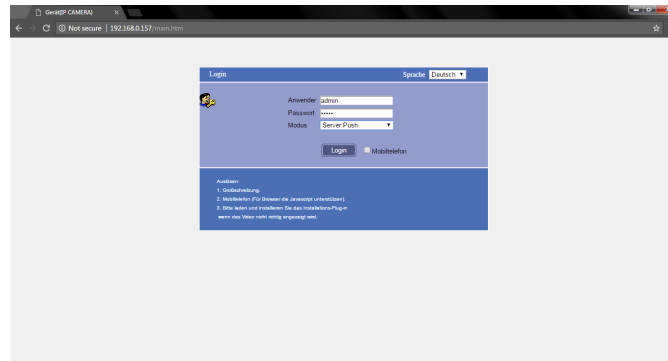 Gerät(IP CAMERA)
Not secure | 192.168.0.157/main.htm
Login Sprache Deutsch
Anwender admin
Passwort •••••
Modus Server Push
Login Mobiltelefon
Auslösen:
1. Großschreibung.
2. Mobiltelefon (Für Browser die Javascript unterstützen).
3. Bitte laden und installieren Sie das Installations-Plug-in
wenn das Video nicht richtig angezeigt wird.